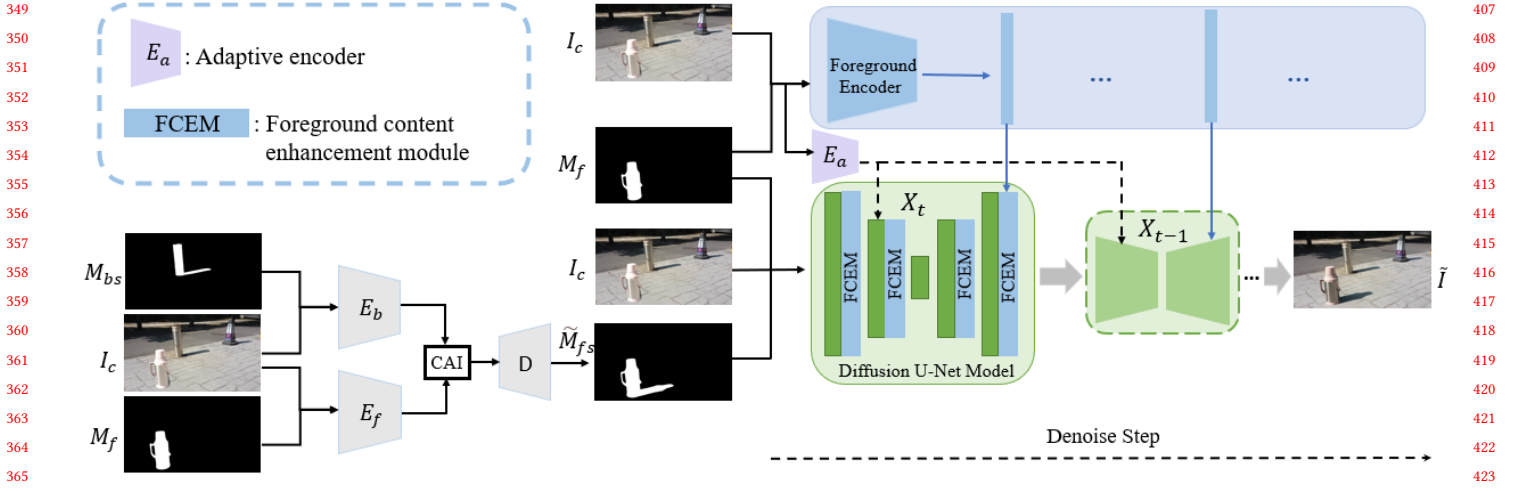 349
350
351
352
353
354
355
356
357
358
359
360
361
362
363
364
365
E_a : Adaptive encoder
FCEM : Foreground content
enhancement module
M_bs
I_c
M_f
E_b
E_f
CAI
D
M̃_fs
I_c
M_f
I_c
Foreground
Encoder
...
...
E_a
X_t
FCEM
FCEM
FCEM
FCEM
Diffusion U-Net Model
X_{t-1}
...
Ĩ
Denoise Step
407
408
409
410
411
412
413
414
415
416
417
418
419
420
421
422
423